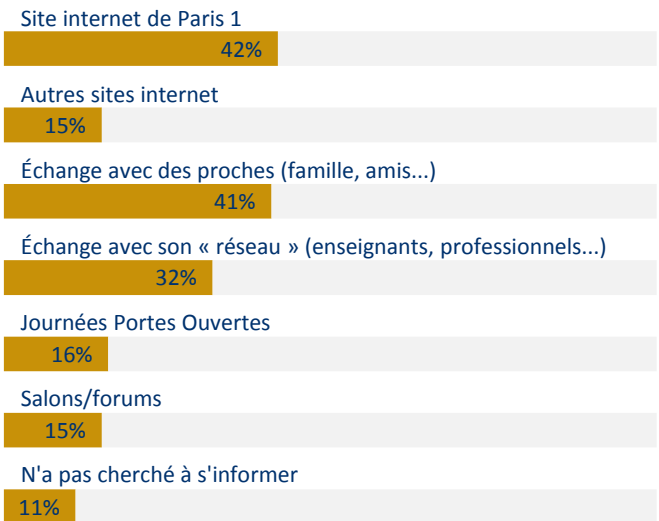 Site internet de Paris 1
42%
Autres sites internet
15%
Échange avec des proches (famille, amis...)
41%
Échange avec son « réseau » (enseignants, professionnels...)
32%
Journées Portes Ouvertes
16%
Salons/forums
15%
N'a pas cherché à s'informer
11%